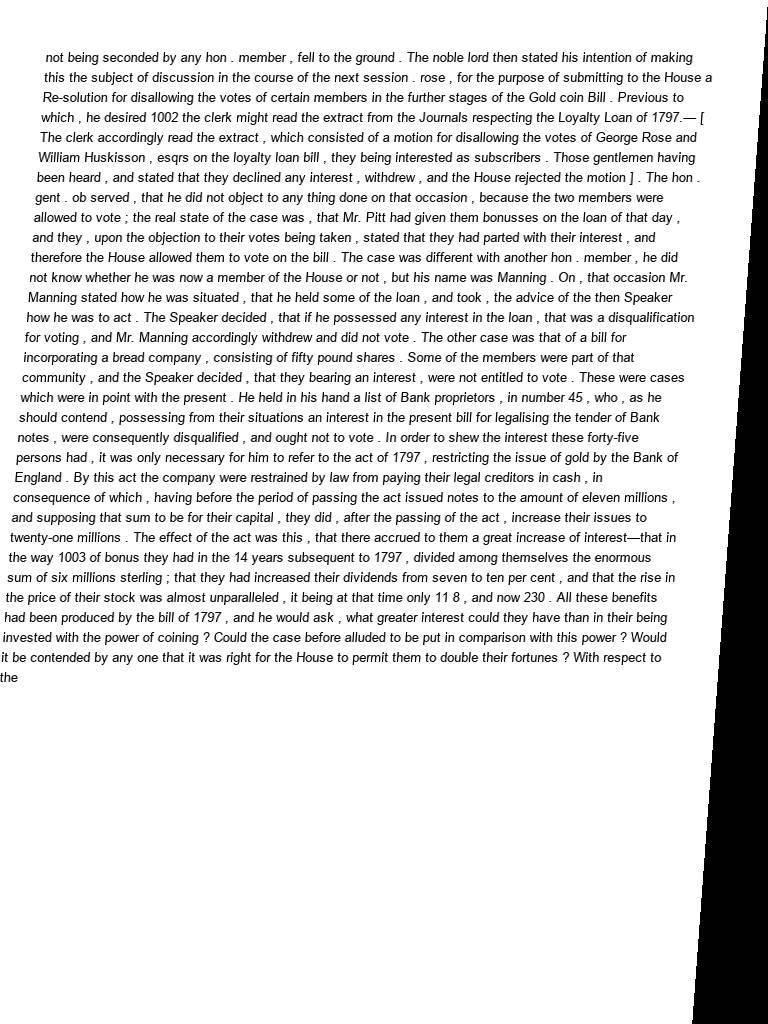 not being seconded by any hon . member , fell to the ground . The noble lord then stated his intention of making
this the subject of discussion in the course of the next session . rose , for the purpose of submitting to the House a
Re-solution for disallowing the votes of certain members in the further stages of the Gold coin Bill . Previous to
which , he desired 1002 the clerk might read the extract from the Journals respecting the Loyalty Loan of 1797.— [
The clerk accordingly read the extract , which consisted of a motion for disallowing the votes of George Rose and
William Huskisson , esqrs on the loyalty loan bill , they being interested as subscribers . Those gentlemen having
been heard , and stated that they declined any interest , withdrew , and the House rejected the motion ] . The hon .
gent . ob served , that he did not object to any thing done on that occasion , because the two members were
allowed to vote ; the real state of the case was , that Mr. Pitt had given them bonusses on the loan of that day ,
and they , upon the objection to their votes being taken , stated that they had parted with their interest , and
therefore the House allowed them to vote on the bill . The case was different with another hon . member , he did
not know whether he was now a member of the House or not , but his name was Manning . On , that occasion Mr.
Manning stated how he was situated , that he held some of the loan , and took , the advice of the then Speaker
how he was to act . The Speaker decided , that if he possessed any interest in the loan , that was a disqualification
for voting , and Mr. Manning accordingly withdrew and did not vote . The other case was that of a bill for
incorporating a bread company , consisting of fifty pound shares . Some of the members were part of that
community , and the Speaker decided , that they bearing an interest , were not entitled to vote . These were cases
which were in point with the present . He held in his hand a list of Bank proprietors , in number 45 , who , as he
should contend , possessing from their situations an interest in the present bill for legalising the tender of Bank
notes , were consequently disqualified , and ought not to vote . In order to shew the interest these forty-five
persons had , it was only necessary for him to refer to the act of 1797 , restricting the issue of gold by the Bank of
England . By this act the company were restrained by law from paying their legal creditors in cash , in
consequence of which , having before the period of passing the act issued notes to the amount of eleven millions ,
and supposing that sum to be for their capital , they did , after the passing of the act , increase their issues to
twenty-one millions . The effect of the act was this , that there accrued to them a great increase of interest—that in
the way 1003 of bonus they had in the 14 years subsequent to 1797 , divided among themselves the enormous
sum of six millions sterling ; that they had increased their dividends from seven to ten per cent , and that the rise in
the price of their stock was almost unparalleled , it being at that time only 11 8 , and now 230 . All these benefits
had been produced by the bill of 1797 , and he would ask , what greater interest could they have than in their being
invested with the power of coining ? Could the case before alluded to be put in comparison with this power ? Would
it be contended by any one that it was right for the House to permit them to double their fortunes ? With respect to
the